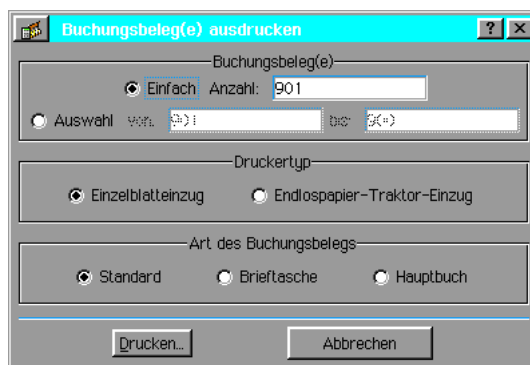 Buchungsbeleg(e) ausdrucken ? ×
Buchungsbeleg(e)
Einfach Anzahl: 901
Auswahl von: bis:
Druckertyp
Einzelblatteinzug Endlospapier-Traktor-Einzug
Art des Buchungsbelegs
Standard Brieftasche Hauptbuch
Drucken... Abbrechen